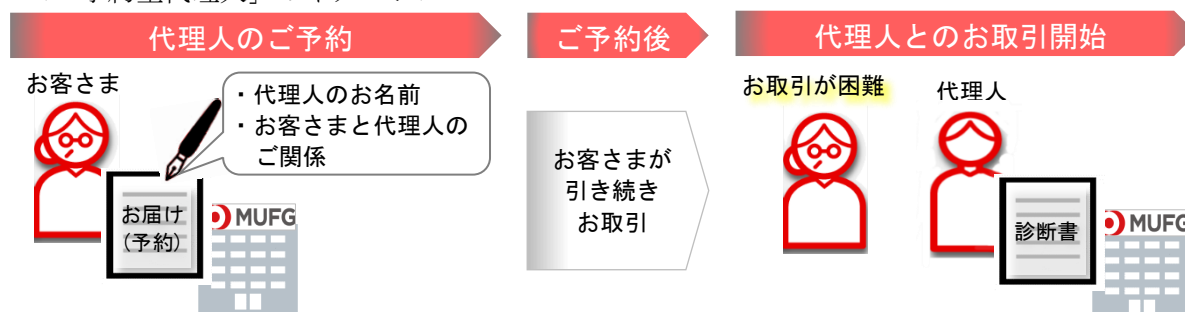 代理人のご予約
ご予約後
代理人とのお取引開始
お客さま
・代理人のお名前
・お客さまと代理人の
ご関係
お届け
(予約)
MUFG
お客さまが
引き続き
お取引
お取引が困難
代理人
診断書
MUFG